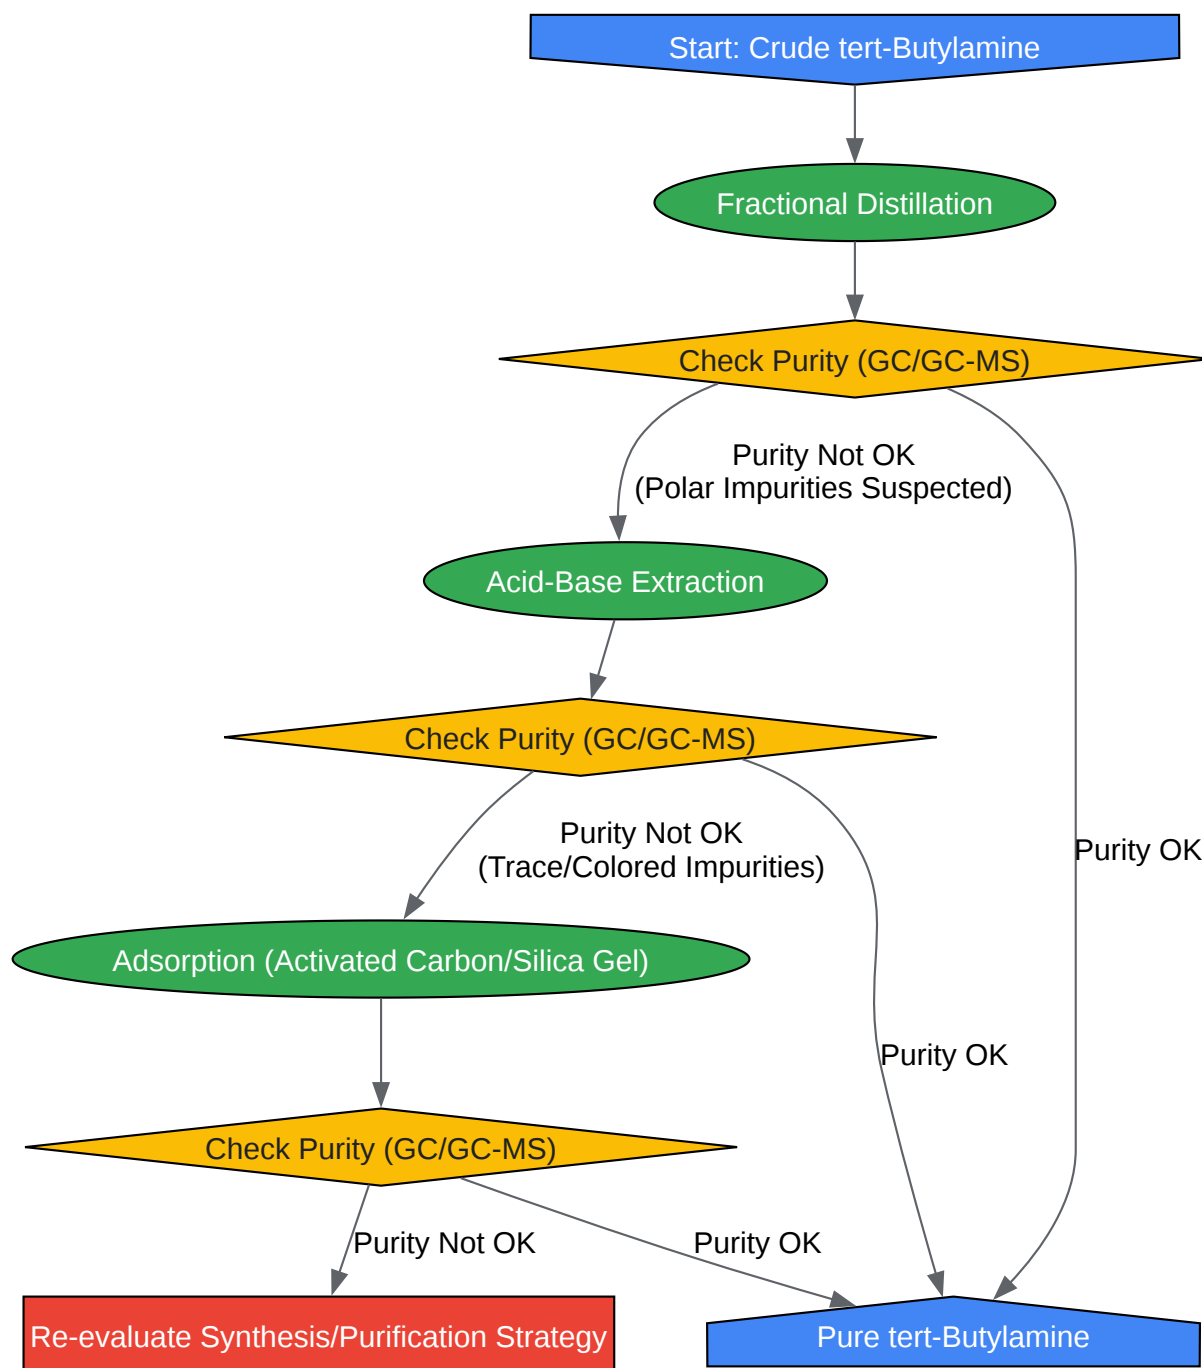 Start: Crude tert-Butylamine
Fractional Distillation
Check Purity (GC/GC-MS)
Purity Not OK
(Polar Impurities Suspected)
Acid-Base Extraction
Check Purity (GC/GC-MS)
Purity Not OK
(Trace/Colored Impurities)
Purity OK
Adsorption (Activated Carbon/Silica Gel)
Purity OK
Check Purity (GC/GC-MS)
Purity Not OK
Purity OK
Re-evaluate Synthesis/Purification Strategy
Pure tert-Butylamine